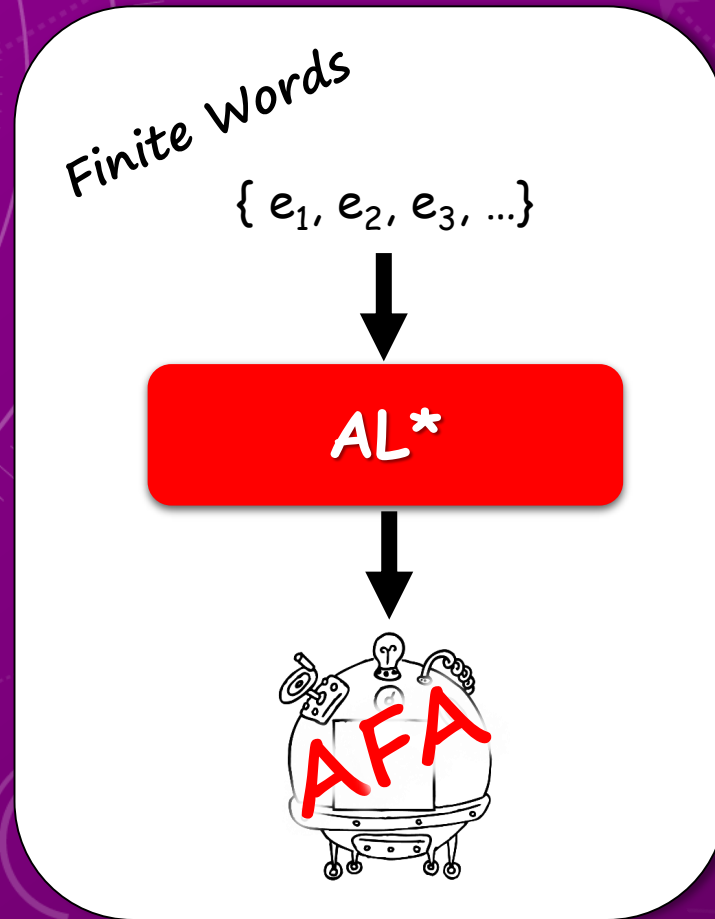 Finite Words
{ e₁, e₂, e₃, ...}
AL*
AFA